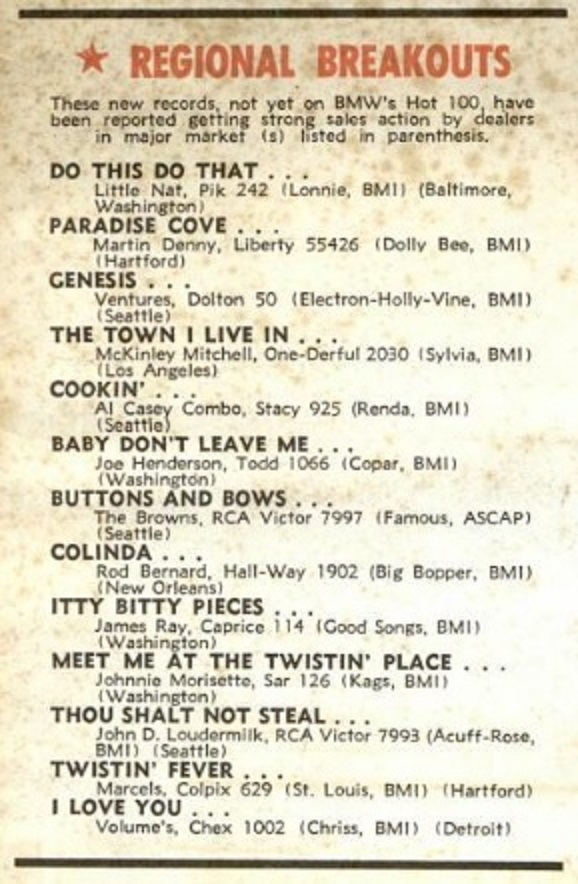 ★ REGIONAL BREAKOUTS
These new records, not yet on BMW's Hot 100, have
been reported getting strong sales action by dealers
in major market (s) listed in parenthesis.
DO THIS DO THAT . . .
Little Nat, Pik 242 (Lonnie, BMI) (Baltimore,
Washington)
PARADISE COVE . . .
Martin Denny, Liberty 55426 (Dolly Bee, BMI)
(Hartford)
GENESIS . . .
Ventures, Dolton 50 (Electron-Holly-Vine, BMI)
(Seattle)
THE TOWN I LIVE IN . . .
McKinley Mitchell, One-Derful 2030 (Sylvia, BMI)
(Los Angeles)
COOKIN' . . .
Al Casey Combo, Stacy 925 (Renda, BMI)
(Seattle)
BABY DON'T LEAVE ME . . .
Joe Henderson, Todd 1066 (Copar, BMI)
(Washington)
BUTTONS AND BOWS . . .
The Browns, RCA Victor 7997 (Famous, ASCAP)
(Seattle)
COLINDA . . .
Rod Bernard, Hall-Way 1902 (Big Bopper, BMI)
(New Orleans)
ITTY BITTY PIECES . . .
James Ray, Caprice 114 (Good Songs, BMI)
(Washington)
MEET ME AT THE TWISTIN' PLACE . . .
Johnnie Morisette, Sar 126 (Kags, BMI)
(Washington)
THOU SHALT NOT STEAL . . .
John D. Loudermilk, RCA Victor 7993 (Acuff-Rose,
BMI) (Seattle)
TWISTIN' FEVER . . .
Marcels, Colpix 629 (St. Louis, BMI) (Hartford)
I LOVE YOU . . .
Volume's, Chex 1002 (Chriss, BMI) (Detroit)